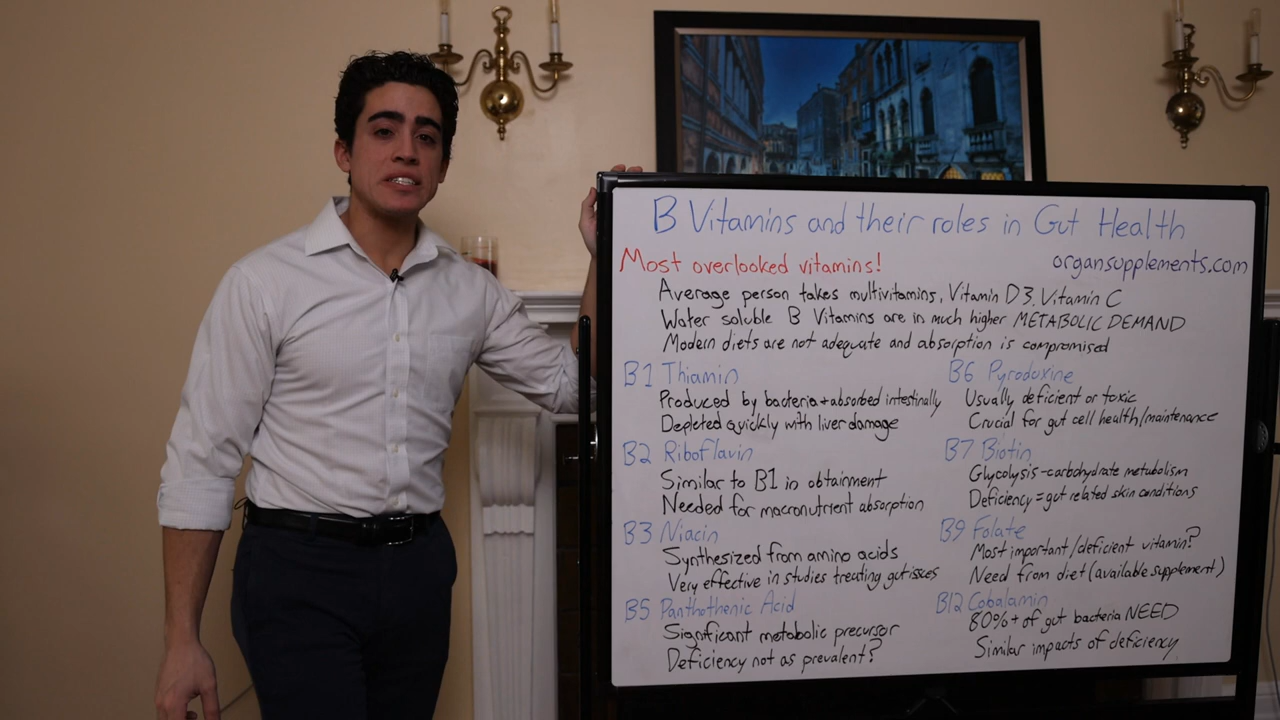 B Vitamins and their roles in Gut Health
Most overlooked vitamins!
organsupplements.com
Average person takes multivitamins, Vitamin D3, Vitamin C
Water soluble B Vitamins are in much higher METABOLIC DEMAND
Modern diets are not adequate and absorption is compromised
B1 Thiamin
Produced by bacteria + absorbed intestinally
Depleted quickly with liver damage
B2 Riboflavin
Similar to B1 in obtainment
Needed for macronutrient absorption
B3 Niacin
Synthesized from amino acids
Very effective in studies treating gut issues
B5 Panthothenic Acid
Significant metabolic precursor
Deficiency not as prevalent?
B6 Pyroduxine
Usually deficient or toxic
Crucial for gut cell health/maintenance
B7 Biotin
Glycolysis - carbohydrate metabolism
Deficiency = gut related skin conditions
B9 Folate
Most important/deficient vitamin?
Need from diet (available supplement)
B12 Cobalamin
80%+ of gut bacteria NEED
Similar impacts of deficiency